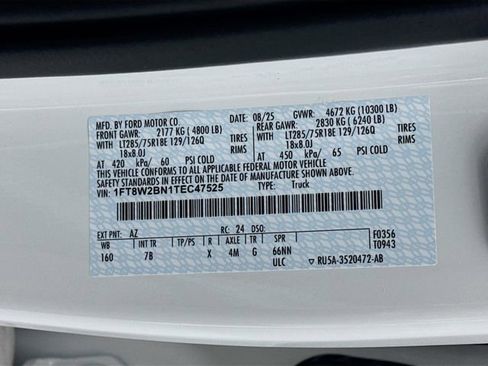 MFD. BY FORD MOTOR CO. DATE: 08/25 GVWR: 4672 KG (10300 LB)
FRONT GAWR: 2177 KG (4800 LB) REAR GAWR: 2830 KG (6240 LB)
WITH LT285/75R18E 129/126Q TIRES WITH LT285/75R18E 129/126Q TIRES
18x8.0J RIMS 18x8.0J RIMS
AT 420 kPa/ 60 PSI COLD AT 450 kPa/ 65 PSI COLD
THIS VEHICLE CONFORMS TO ALL APPLICABLE FEDERAL MOTOR VEHICLE
SAFETY STANDARDS IN EFFECT ON THE DATE OF MANUFACTURE SHOWN ABOVE.
VIN: 1FT8W2BN1TEC47525 TYPE: Truck
EXT PNT: AZ RC: 24 DSO: F0356
WB INT TR TP/PS R AXLE TR SPR T0943
160 7B X 4M G 66NN
ULC ▽ RU5A-3520472-AB